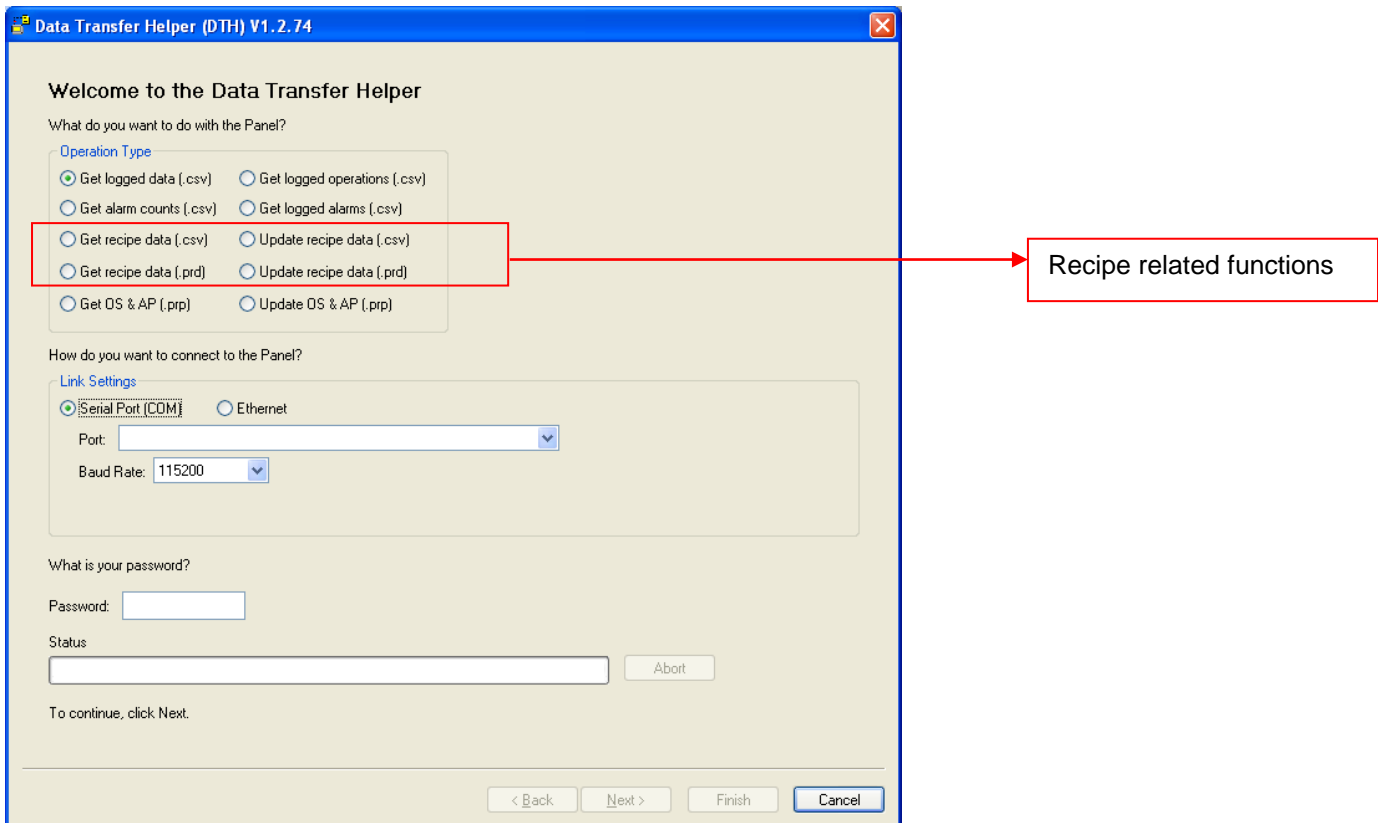 Data Transfer Helper (DTH) V1.2.74
Welcome to the Data Transfer Helper
What do you want to do with the Panel?
Operation Type
Get logged data (.csv) Get logged operations (.csv)
Get alarm counts (.csv) Get logged alarms (.csv)
Get recipe data (.csv) Update recipe data (.csv)
Recipe related functions
Get recipe data (.prd) Update recipe data (.prd)
Get OS & AP (.prp) Update OS & AP (.prp)
How do you want to connect to the Panel?
Link Settings
Serial Port (COM) Ethernet
Port:
Baud Rate: 115200
What is your password?
Password:
Status
Abort
To continue, click Next.
< Back Next > Finish Cancel